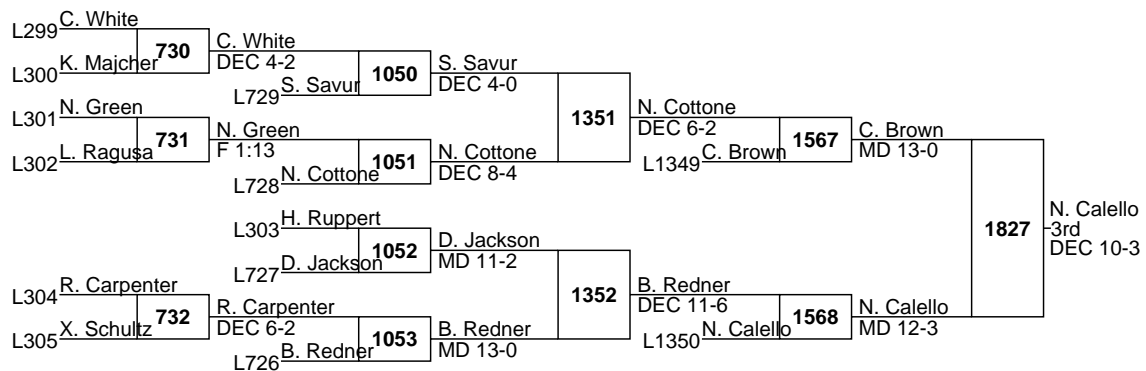 C. White
L299
730
C. White
K. Majcher
DEC 4-2
L300
1050
S. Savur
S. Savur
DEC 4-0
L729
N. Green
L301
731
N. Green
L. Ragusa
F 1:13
L302
1051
N. Cottone
N. Cottone
DEC 8-4
L728
1351
N. Cottone
DEC 6-2
1567
C. Brown
C. Brown
MD 13-0
L1349
H. Ruppert
L303
1052
D. Jackson
D. Jackson
MD 11-2
L727
R. Carpenter
L304
732
R. Carpenter
X. Schultz
DEC 6-2
L305
1053
B. Redner
B. Redner
MD 13-0
L726
1352
B. Redner
DEC 11-6
1568
N. Calello
N. Calello
MD 12-3
L1350
1827
N. Calello
3rd
DEC 10-3